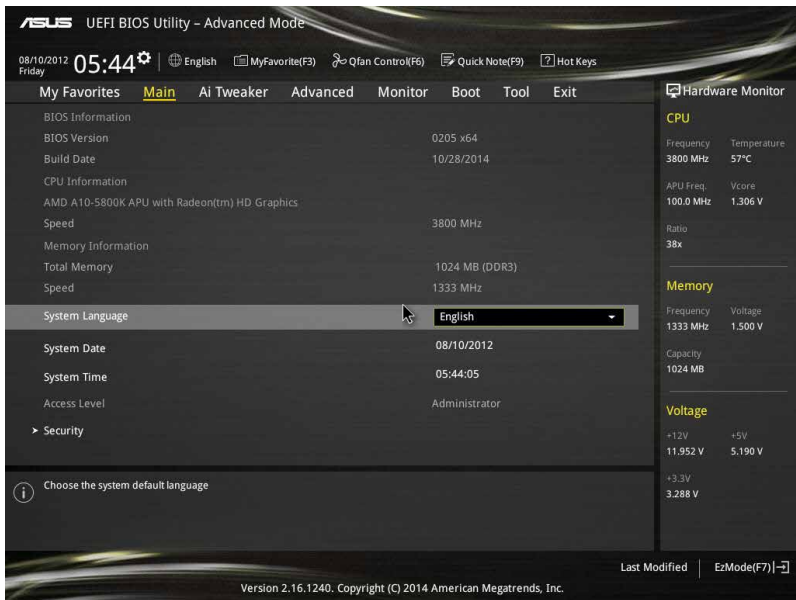 ASUS UEFI BIOS Utility – Advanced Mode
08/10/2012
Friday
05:44
English
MyFavorite(F3)
Qfan Control(F6)
Quick Note(F9)
? Hot Keys
My Favorites Main Ai Tweaker Advanced Monitor Boot Tool Exit
BIOS Information
BIOS Version 0205 x64
Build Date 10/28/2014
CPU Information
AMD A10-5800K APU with Radeon(tm) HD Graphics
Speed 3800 MHz
Memory Information
Total Memory 1024 MB (DDR3)
Speed 1333 MHz
System Language English
System Date 08/10/2012
System Time 05:44:05
Access Level Administrator
Security
Choose the system default language
Hardware Monitor
CPU
Frequency Temperature
3800 MHz 57°C
APU Freq. Vcore
100.0 MHz 1.306 V
Ratio
38x
Memory
Frequency Voltage
1333 MHz 1.500 V
Capacity
1024 MB
Voltage
+12V +5V
11.952 V 5.190 V
+3.3V
3.288 V
Last Modified
EzMode(F7)
Version 2.16.1240. Copyright (C) 2014 American Megatrends, Inc.